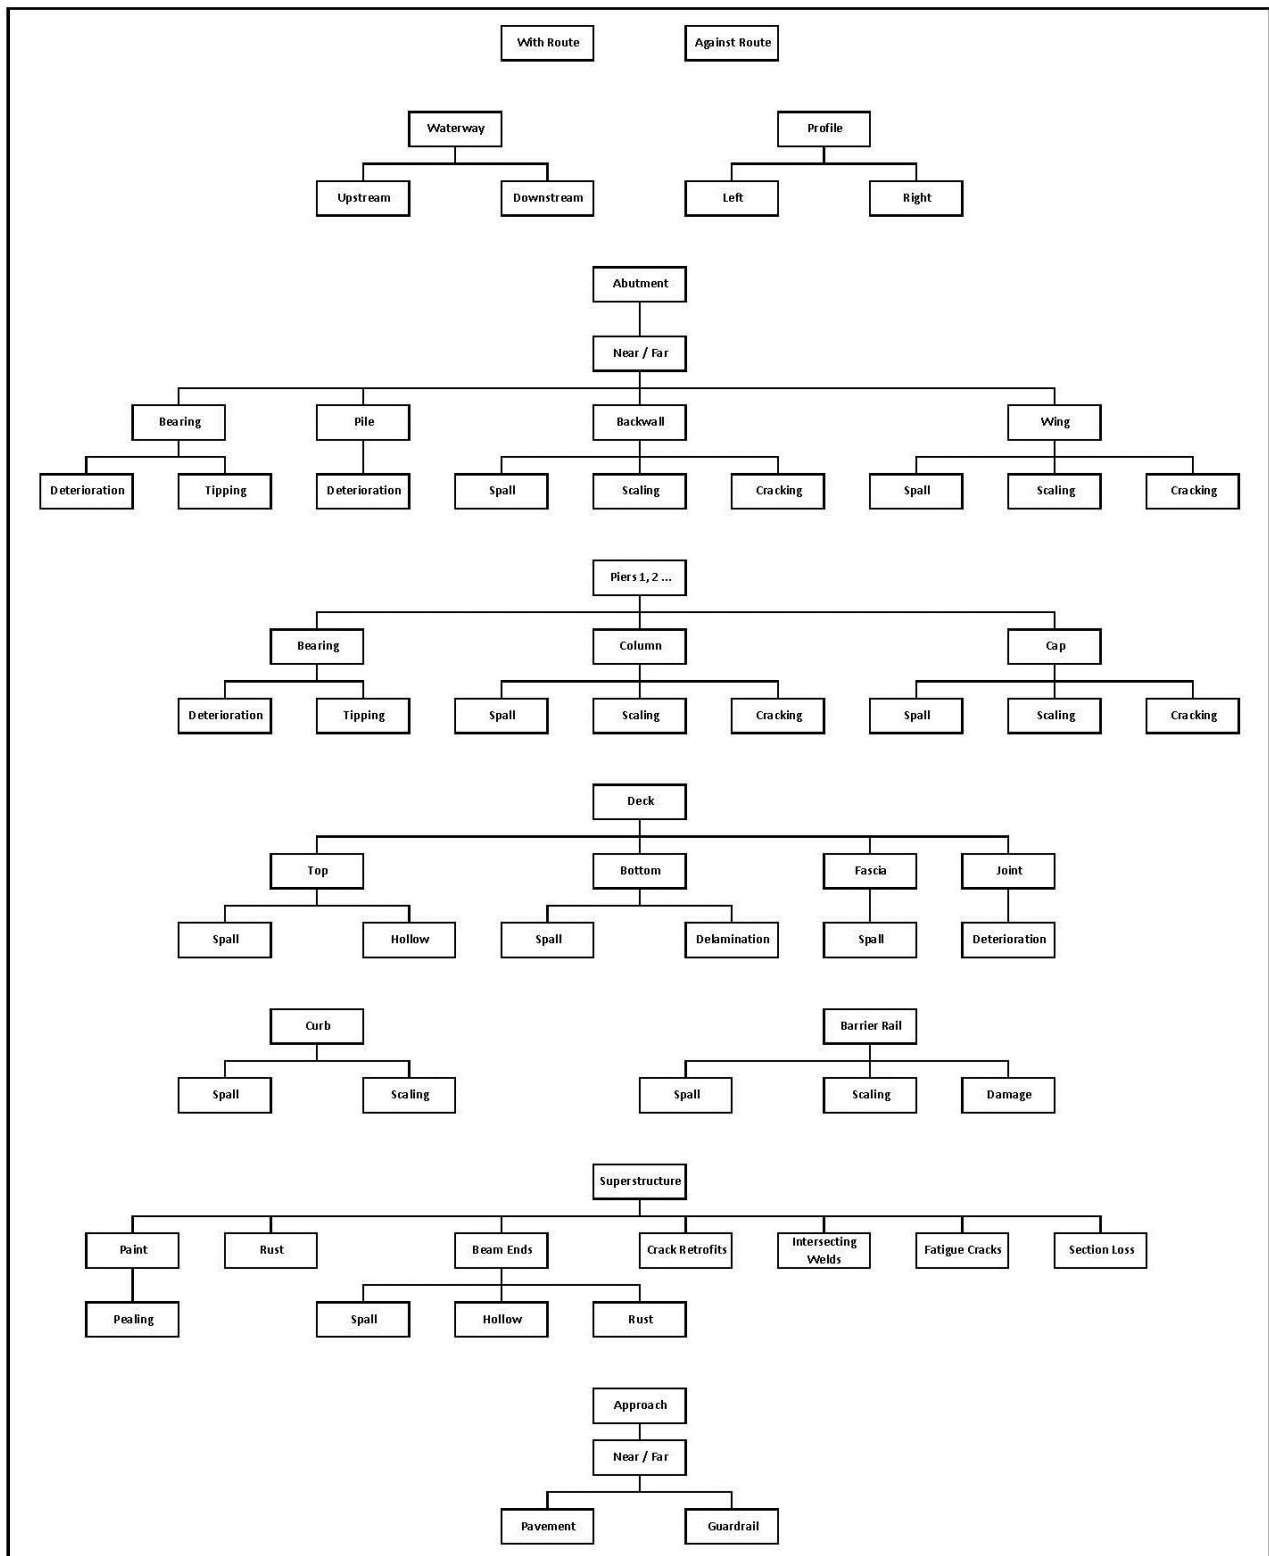 With Route Against Route
Waterway Profile
Upstream Downstream Left Right
Abutment
Near / Far
Bearing Pile Backwall Wing
Deterioration Tipping Deterioration Spall Scaling Cracking Spall Scaling Cracking
Piers 1, 2 ...
Bearing Column Cap
Deterioration Tipping Spall Scaling Cracking Spall Scaling Cracking
Deck
Top Bottom Fascia Joint
Spall Hollow Spall Delamination Spall Deterioration
Curb Barrier Rail
Spall Scaling Spall Scaling Damage
Superstructure
Paint Rust Beam Ends Crack Retrofits Intersecting Welds Fatigue Cracks Section Loss
Pealing Spall Hollow Rust
Approach
Near / Far
Pavement Guardrail